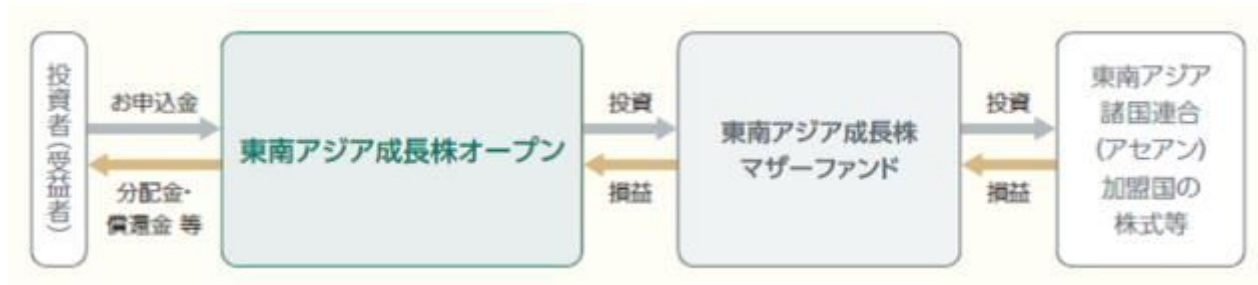 投資者(受益者)
お申込金
分配金・
償還金 等
東南アジア成長株オープン
投資
損益
東南アジア成長株
マザーファンド
投資
損益
東南アジア
諸国連合
(アセアン)
加盟国の
株式等